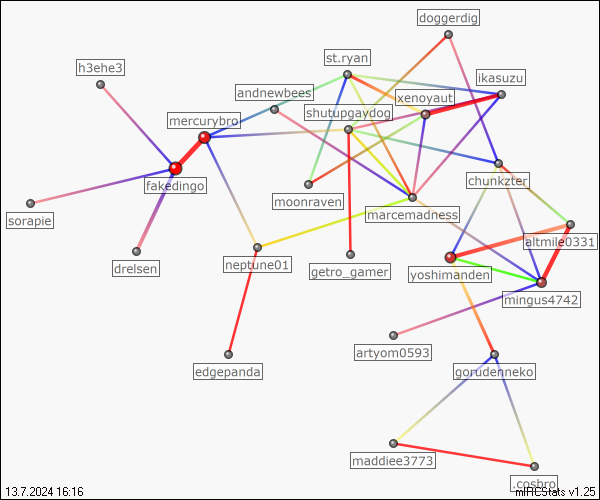 doggerdig
st.ryan
h3ehe3
ikasuzu
andnewbees
xenoyaut
shutupgaydog
mercurybro
chunkzter
fakedingo
moonraven
marcemadness
sorapie
altmile0331
drelsen
neptune01
getro_gamer
yoshimanden
mingus4742
artyom0593
edgepanda
gorudenneko
maddiee3773
.cosbro
13.7.2024 16:16
mIRCStats v1.25